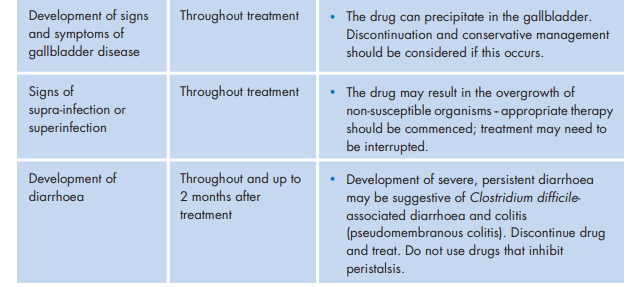 Development of signs
and symptoms of
gallbladder disease
Throughout treatment
• The drug can precipitate in the gallbladder.
Discontinuation and conservative management
should be considered if this occurs.
Signs of
supra-infection or
superinfection
Throughout treatment
• The drug may result in the overgrowth of
non-susceptible organisms - appropriate therapy
should be commenced; treatment may need to
be interrupted.
Development of
diarrhoea
Throughout and up to
2 months after
treatment
• Development of severe, persistent diarrhoea
may be suggestive of Clostridium difficile-
associated diarrhoea and colitis
(pseudomembranous colitis). Discontinue drug
and treat. Do not use drugs that inhibit
peristalsis.